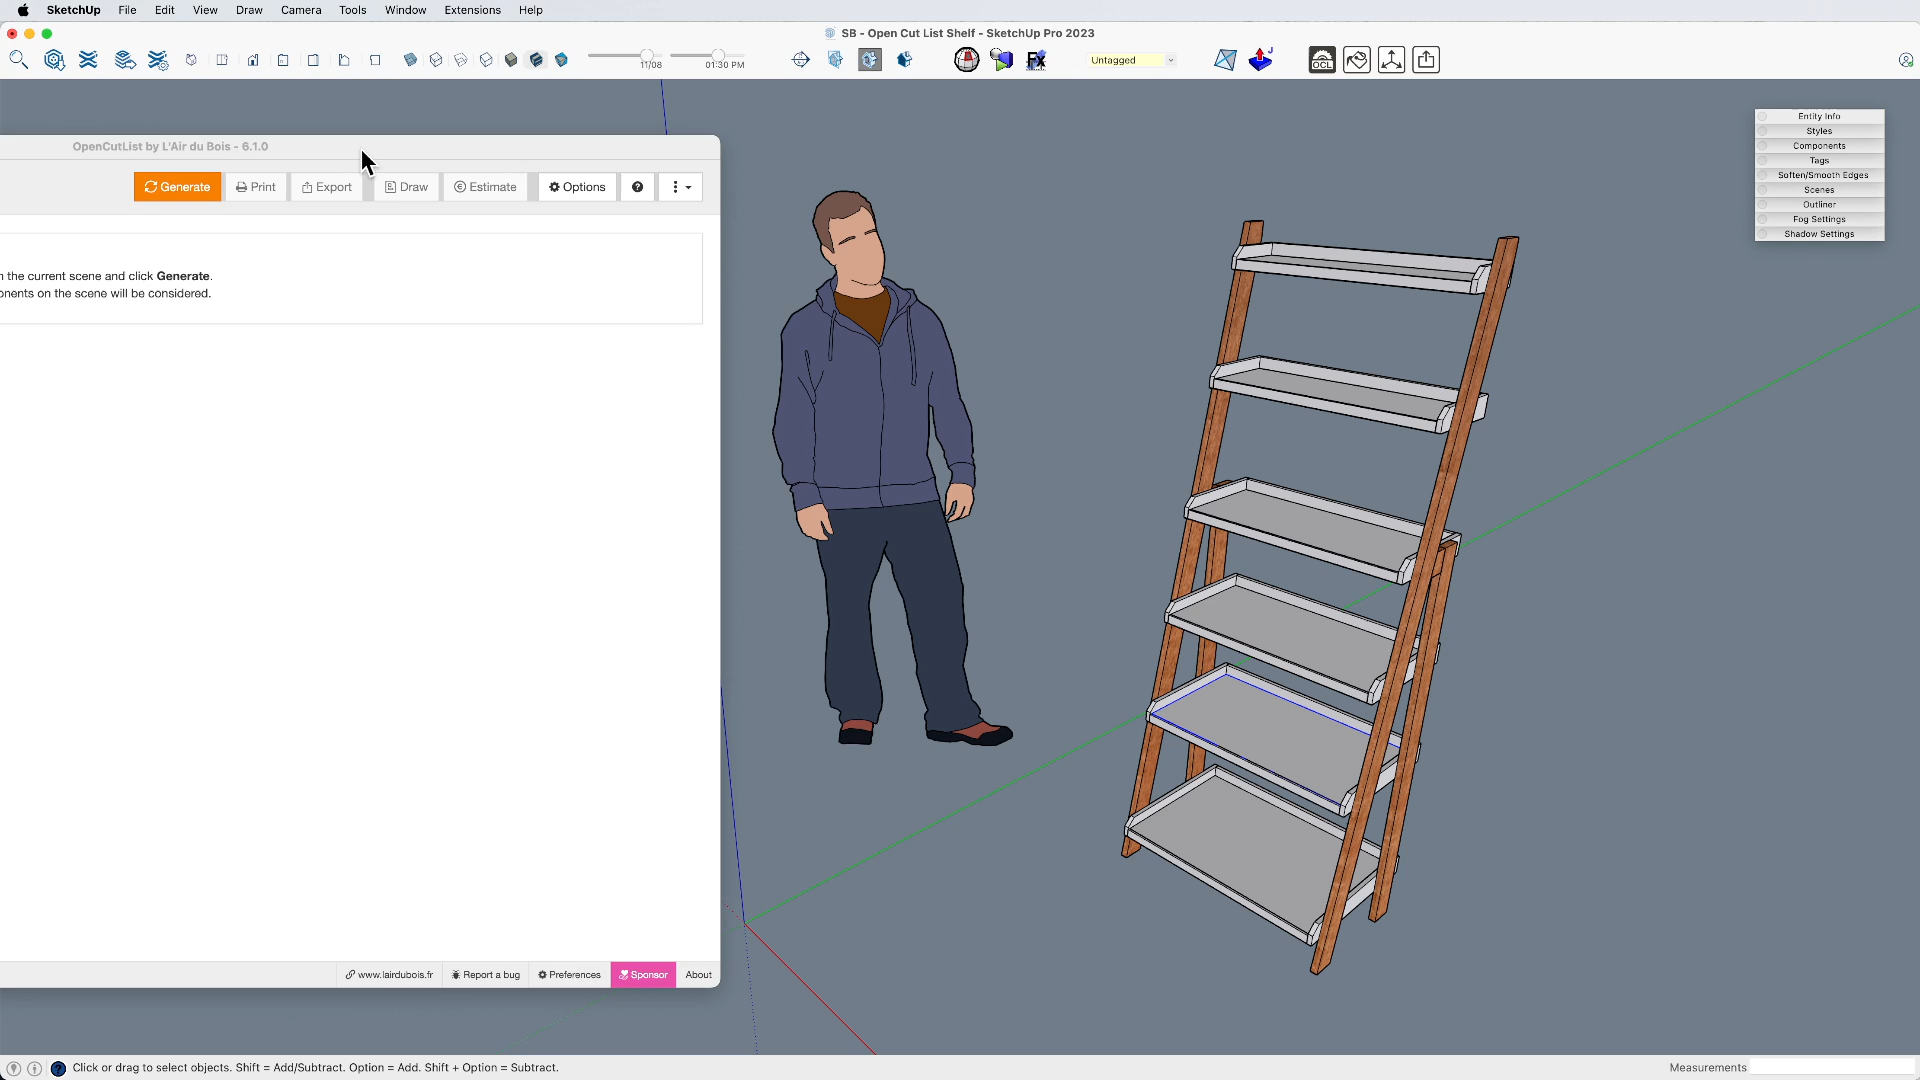 SketchUp File Edit View Draw Camera Tools Window Extensions Help
SB - Open Cut List Shelf - SketchUp Pro 2023
11/08 01:30 PM FX Untagged OCL
Entity Info
Styles
Components
Tags
Soften/Smooth Edges
Scenes
Outliner
Fog Settings
Shadow Settings
OpenCutList by L'Air du Bois - 6.1.0
Generate Print Export Draw Estimate Options
the current scene and click Generate.
onents on the scene will be considered.
www.lairdubois.fr Report a bug Preferences Sponsor About
Click or drag to select objects. Shift = Add/Subtract. Option = Add. Shift + Option = Subtract.
Measurements